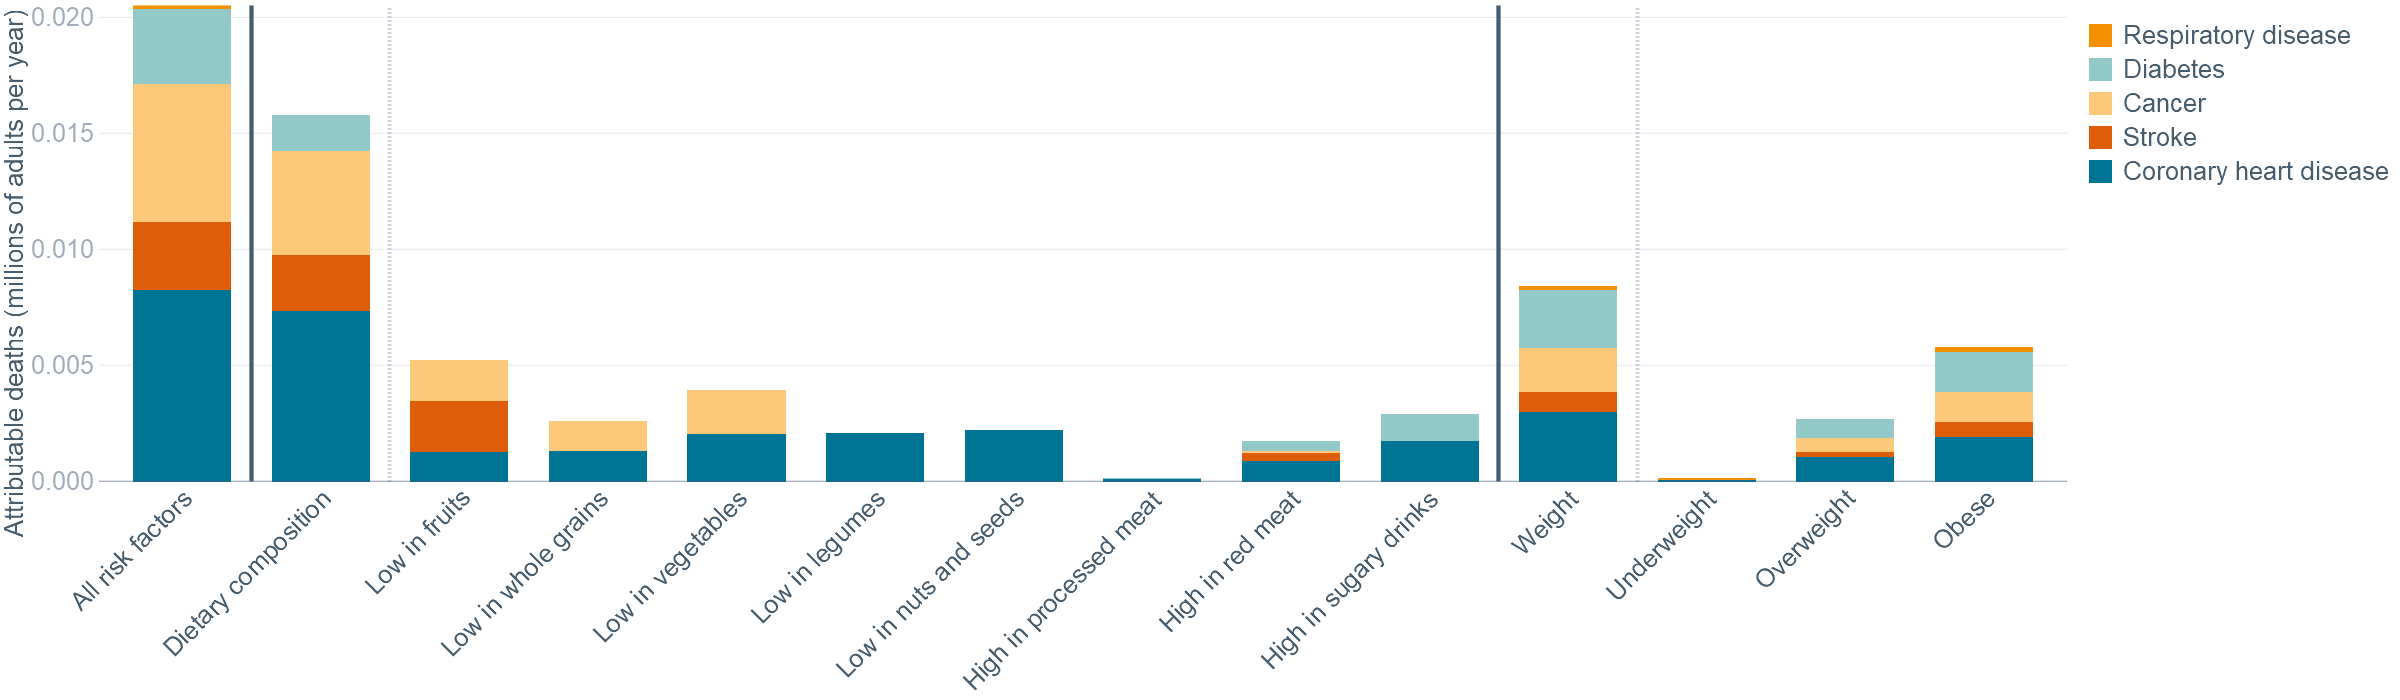 Attributable deaths (millions of adults per year)
0.020
0.015
0.010
0.005
0.000
All risk factors
Dietary composition
Low in fruits
Low in whole grains
Low in vegetables
Low in legumes
Low in nuts and seeds
High in processed meat
High in red meat
High in sugary drinks
Weight
Underweight
Overweight
Obese
Respiratory disease
Diabetes
Cancer
Stroke
Coronary heart disease